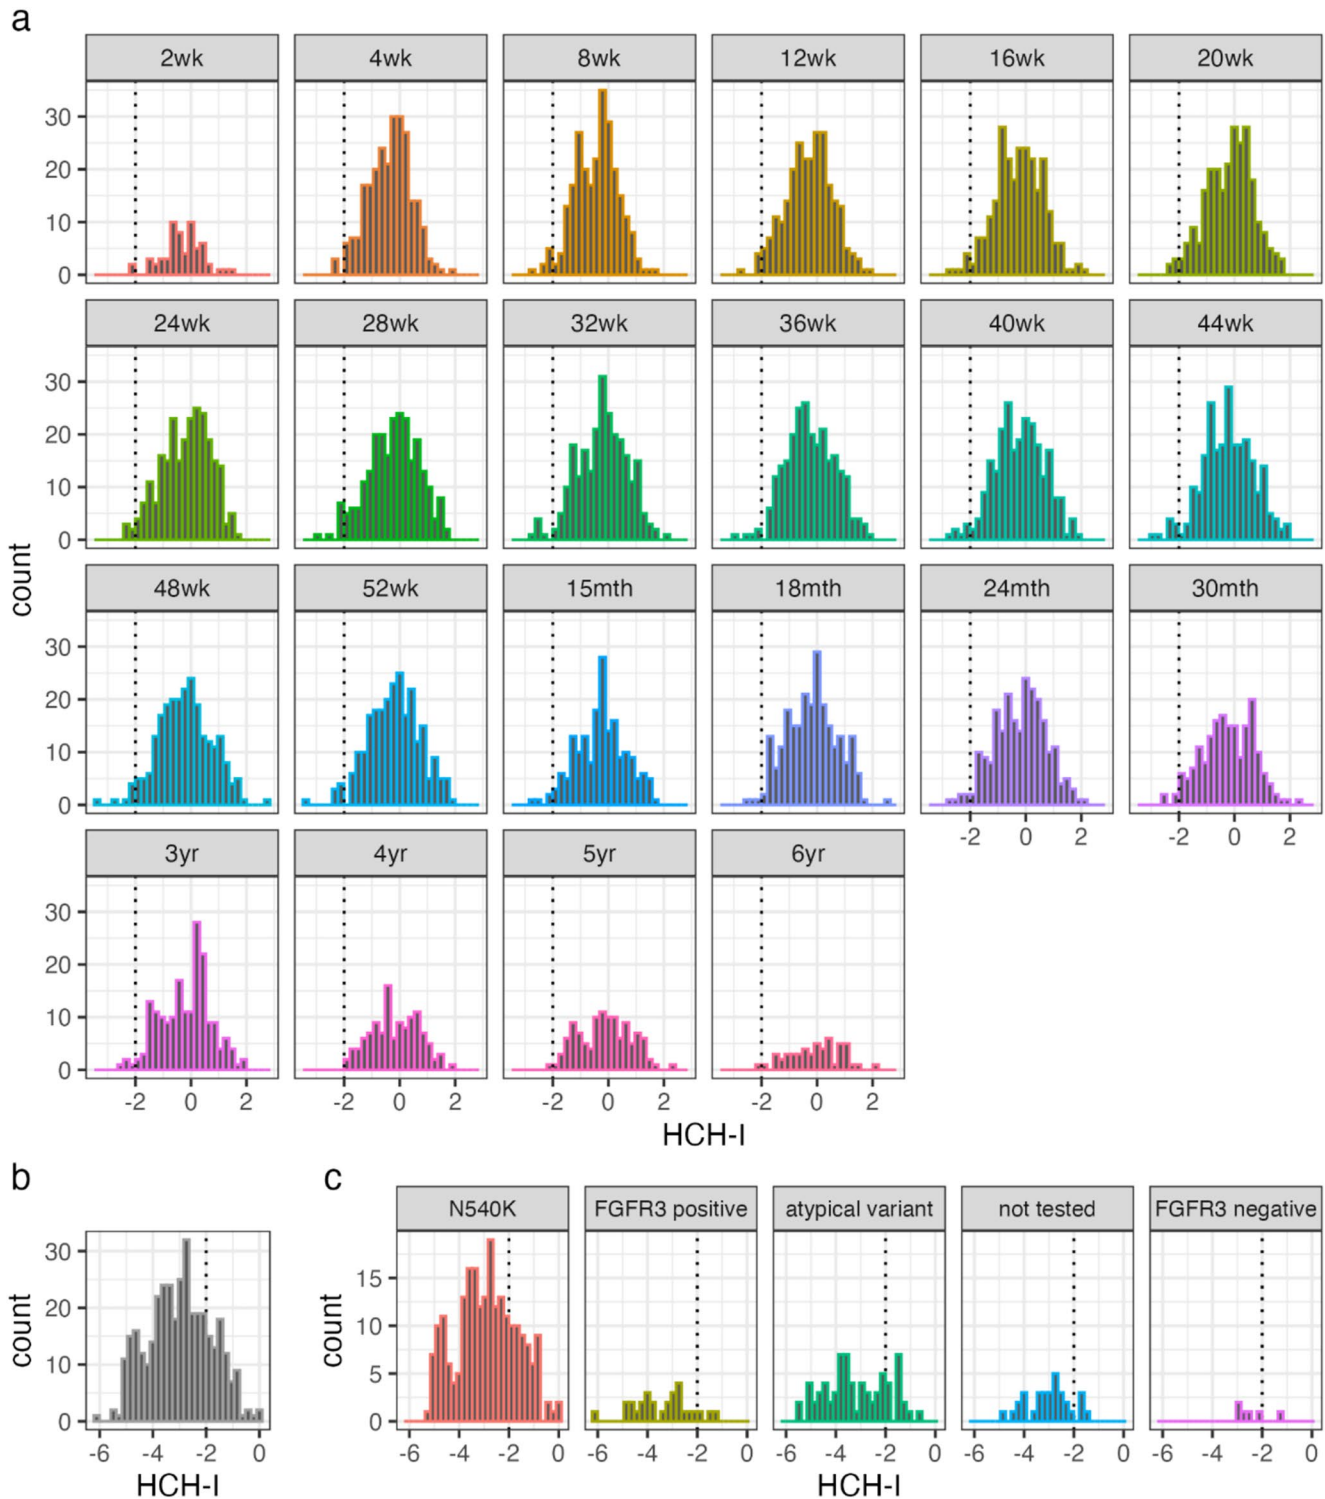 a
2wk 4wk 8wk 12wk 16wk 20wk
30
20
10
0
24wk 28wk 32wk 36wk 40wk 44wk
30
20
10
0
count
48wk 52wk 15mth 18mth 24mth 30mth
30
20
10
0
-2 0 2 -2 0 2
3yr 4yr 5yr 6yr
30
20
10
0
-2 0 2 -2 0 2 -2 0 2 -2 0 2
HCH-I
b
count
30
20
10
0
-6 -4 -2 0
HCH-I
c
N540K FGFR3 positive atypical variant not tested FGFR3 negative
count
15
10
5
0
-6 -4 -2 0 -6 -4 -2 0 -6 -4 -2 0 -6 -4 -2 0 -6 -4 -2 0
HCH-I